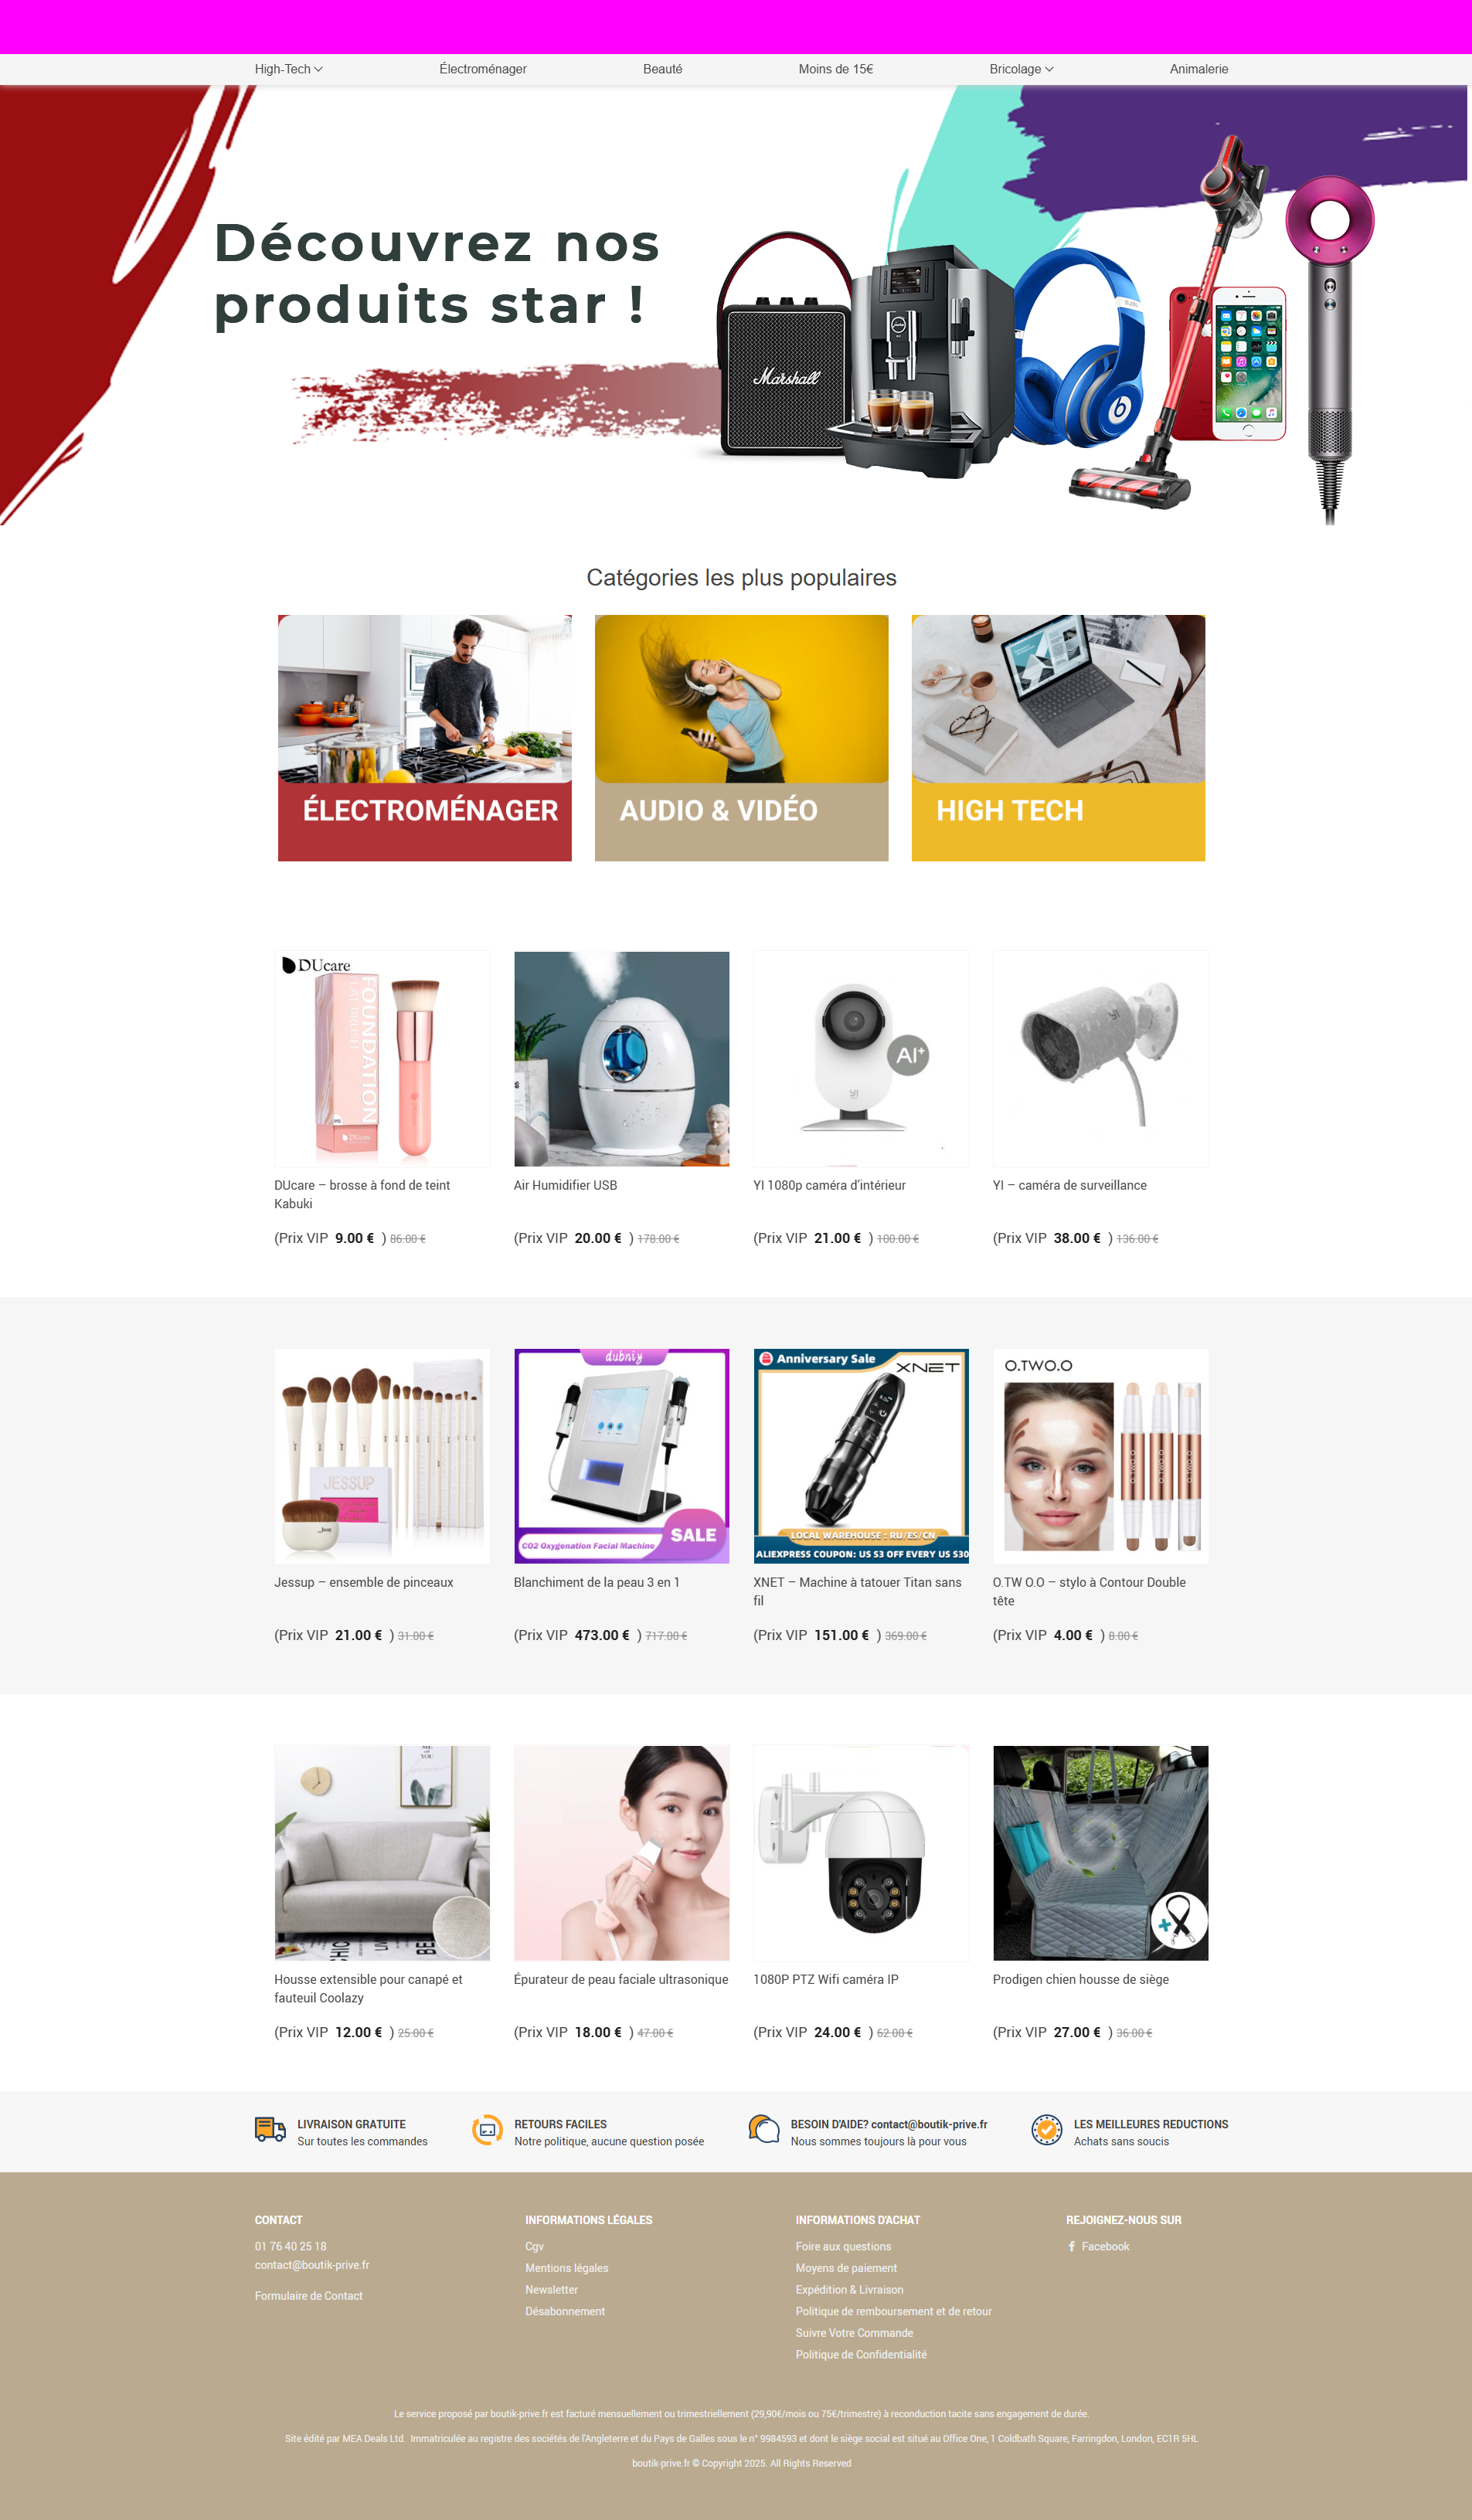 High-Tech
Électroménager
Beauté
Moins de 15€
Bricolage
Animalerie
Découvrez nos
produits star !
Marshall
Catégories les plus populaires
ÉLECTROMÉNAGER
AUDIO & VIDÉO
HIGH TECH
DUcare
FOUNDATION
DUcare
AI+
YI
DUcare – brosse à fond de teint
Kabuki
Air Humidifier USB
YI 1080p caméra d'intérieur
YI – caméra de surveillance
(Prix VIP 9.00 € ) 86.00 €
(Prix VIP 20.00 € ) 178.00 €
(Prix VIP 21.00 € ) 100.00 €
(Prix VIP 38.00 € ) 136.00 €
JESSUP
dubniy
CO2 Oxygenation Facial Machine
SALE
Anniversary Sale
XNET
LOCAL WAREHOUSE : RU/ES/CN
ALIEXPRESS COUPON: US $3 OFF EVERY US $30
O.TWO.O
Jessup – ensemble de pinceaux
Blanchiment de la peau 3 en 1
XNET – Machine à tatouer Titan sans
fil
O.TW O.O – stylo à Contour Double
tête
(Prix VIP 21.00 € ) 31.00 €
(Prix VIP 473.00 € ) 717.00 €
(Prix VIP 151.00 € ) 369.00 €
(Prix VIP 4.00 € ) 8.00 €
Housse extensible pour canapé et
fauteuil Coolazy
Épurateur de peau faciale ultrasonique
1080P PTZ Wifi caméra IP
Prodigen chien housse de siège
(Prix VIP 12.00 € ) 25.00 €
(Prix VIP 18.00 € ) 47.00 €
(Prix VIP 24.00 € ) 62.00 €
(Prix VIP 27.00 € ) 36.00 €
LIVRAISON GRATUITE
Sur toutes les commandes
RETOURS FACILES
Notre politique, aucune question posée
BESOIN D'AIDE? contact@boutik-prive.fr
Nous sommes toujours là pour vous
LES MEILLEURES REDUCTIONS
Achats sans soucis
CONTACT
01 76 40 25 18
contact@boutik-prive.fr
Formulaire de Contact
INFORMATIONS LÉGALES
Cgv
Mentions légales
Newsletter
Désabonnement
INFORMATIONS D'ACHAT
Foire aux questions
Moyens de paiement
Expédition & Livraison
Politique de remboursement et de retour
Suivre Votre Commande
Politique de Confidentialité
REJOIGNEZ-NOUS SUR
Facebook
Le service proposé par boutik-prive.fr est facturé mensuellement ou trimestriellement (29,90€/mois ou 75€/trimestre) à reconduction tacite sans engagement de durée.
Site édité par MEA Deals Ltd. Immatriculée au registre des sociétés de l'Angleterre et du Pays de Galles sous le n° 9984593 et dont le siège social est situé au Office One, 1 Coldbath Square, Farringdon, London, EC1R 5HL
boutik-prive.fr © Copyright 2025. All Rights Reserved